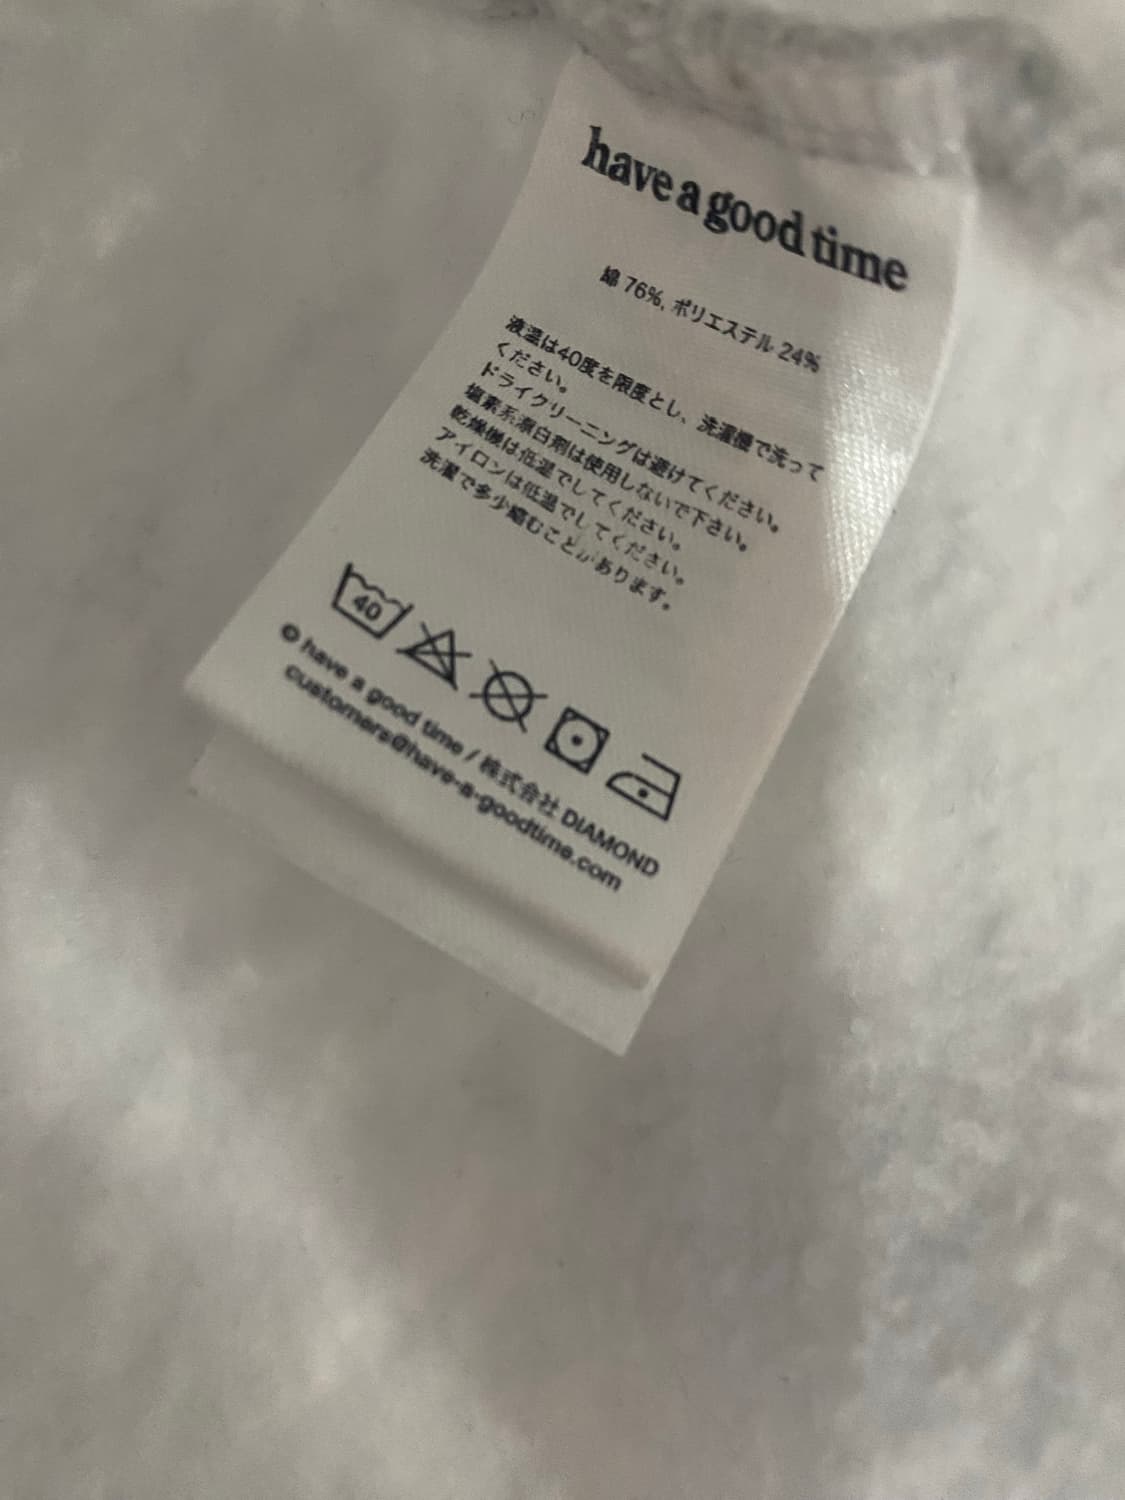 have a good time
綿 76%, ポリエステル 24%
液温は40度を限度とし、洗濯機で洗って
ください。
ドライクリーニングは避けてください。
塩素系漂白剤は使用しないで下さい。
乾燥機は低温でしてください。
アイロンは低温でしてください。
洗濯で多少縮むことがあります。
40
© have a good time / 株式会社 DIAMOND
customers@have-a-goodtime.com